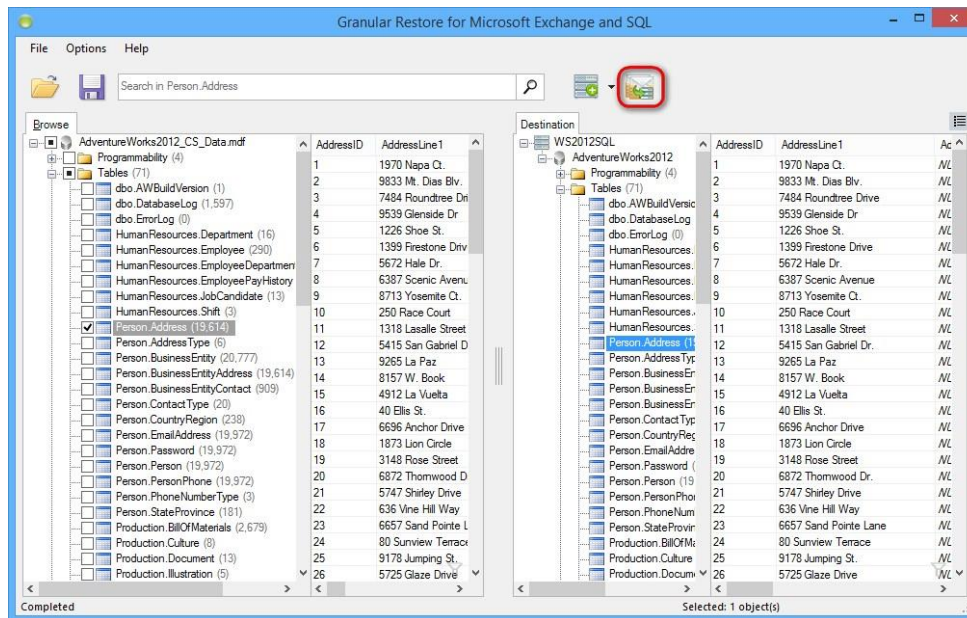 Granular Restore for Microsoft Exchange and SQL
File Options Help
Search in Person.Address
Browse
AdventureWorks2012_CS_Data.mdf
Programmability (4)
Tables (71)
dbo.AWBuildVersion (1)
dbo.DatabaseLog (1,597)
dbo.ErrorLog (0)
HumanResources.Department (16)
HumanResources.Employee (290)
HumanResources.EmployeeDepartment
HumanResources.EmployeePayHistory
HumanResources.JobCandidate (13)
HumanResources.Shift (3)
Person.Address (19,614)
Person.AddressType (6)
Person.BusinessEntity (20,777)
Person.BusinessEntityAddress (19,614)
Person.BusinessEntityContact (909)
Person.ContactType (20)
Person.CountryRegion (238)
Person.EmailAddress (19,972)
Person.Password (19,972)
Person.Person (19,972)
Person.PersonPhone (19,972)
Person.PhoneNumberType (3)
Person.StateProvince (181)
Production.BillOfMaterials (2,679)
Production.Culture (8)
Production.Document (13)
Production.Illustration (5)
AddressID AddressLine1
1 1970 Napa Ct.
2 9833 Mt. Dias Blv.
3 7484 Roundtree Dri
4 9539 Glenside Dr
5 1226 Shoe St.
6 1399 Firestone Driv
7 5672 Hale Dr.
8 6387 Scenic Avenu
9 8713 Yosemite Ct.
10 250 Race Court
11 1318 Lasalle Street
12 5415 San Gabriel D
13 9265 La Paz
14 8157 W. Book
15 4912 La Vuelta
16 40 Ellis St.
17 6696 Anchor Drive
18 1873 Lion Circle
19 3148 Rose Street
20 6872 Thornwood D
21 5747 Shirley Drive
22 636 Vine Hill Way
23 6657 Sand Pointe L
24 80 Sunview Terrace
25 9178 Jumping St.
26 5725 Glaze Drive
Destination
WS2012SQL
AdventureWorks2012
Programmability (4)
Tables (71)
dbo.AWBuildVersic
dbo.DatabaseLog
dbo.ErrorLog (0)
HumanResources.
HumanResources.
HumanResources.
HumanResources.
HumanResources.
HumanResources.
Person.Address (1
Person.AddressTyp
Person.BusinessEn
Person.BusinessEn
Person.BusinessEn
Person.ContactTyp
Person.CountryReg
Person.EmailAddre
Person.Password (
Person.Person (19
Person.PersonPhor
Person.PhoneNum
Person.StateProvin
Production.BillOfMa
Production.Culture
Production.Docum
AddressID AddressLine1 Ac
1 1970 Napa Ct. NL
2 9833 Mt. Dias Blv. NL
3 7484 Roundtree Drive NL
4 9539 Glenside Dr NL
5 1226 Shoe St. NL
6 1399 Firestone Drive NL
7 5672 Hale Dr. NL
8 6387 Scenic Avenue NL
9 8713 Yosemite Ct. NL
10 250 Race Court NL
11 1318 Lasalle Street NL
12 5415 San Gabriel Dr. NL
13 9265 La Paz NL
14 8157 W. Book NL
15 4912 La Vuelta NL
16 40 Ellis St. NL
17 6696 Anchor Drive NL
18 1873 Lion Circle NL
19 3148 Rose Street NL
20 6872 Thornwood Dr. NL
21 5747 Shirley Drive NL
22 636 Vine Hill Way NL
23 6657 Sand Pointe Lane NL
24 80 Sunview Terrace NL
25 9178 Jumping St. NL
26 5725 Glaze Drive NL
Completed
Selected: 1 object(s)